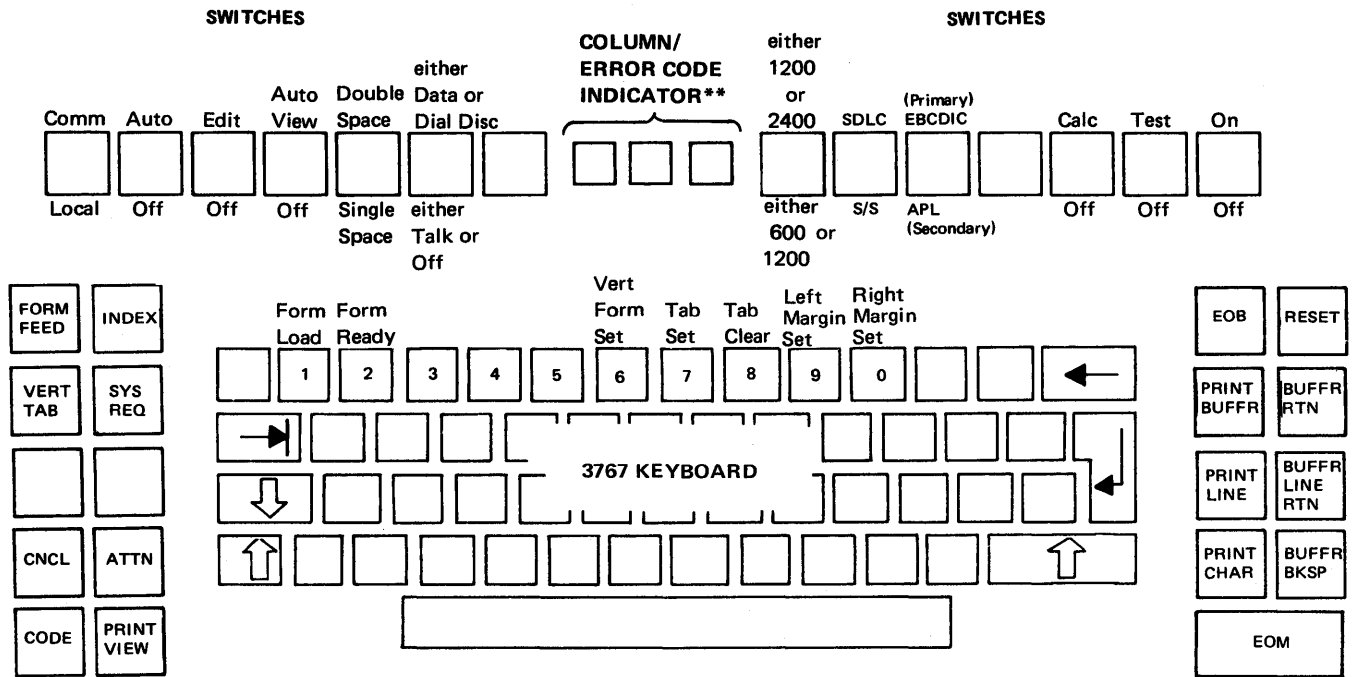 SWITCHES
SWITCHES
COLUMN/
ERROR CODE
INDICATOR**
Comm
Auto
Edit
Auto
View
Double
Space
either
Data or
Dial Disc
either
1200
or
2400
SDLC
(Primary)
EBCDIC
Calc
Test
On
Local
Off
Off
Off
Single
Space
either
Talk or
Off
either
600 or
1200
S/S
APL
(Secondary)
Off
Off
Off
FORM
FEED
INDEX
VERT
TAB
SYS
REQ
CNCL
ATTN
CODE
PRINT
VIEW
Form
Load
Form
Ready
Vert
Form
Set
Tab
Set
Tab
Clear
Left
Margin
Set
Right
Margin
Set
1 2 3 4 5 6 7 8 9 0
3767 KEYBOARD
EOB
RESET
PRINT
BUFFR
BUFFR
RTN
PRINT
LINE
BUFFR
LINE
RTN
PRINT
CHAR
BUFFR
BKSP
EOM